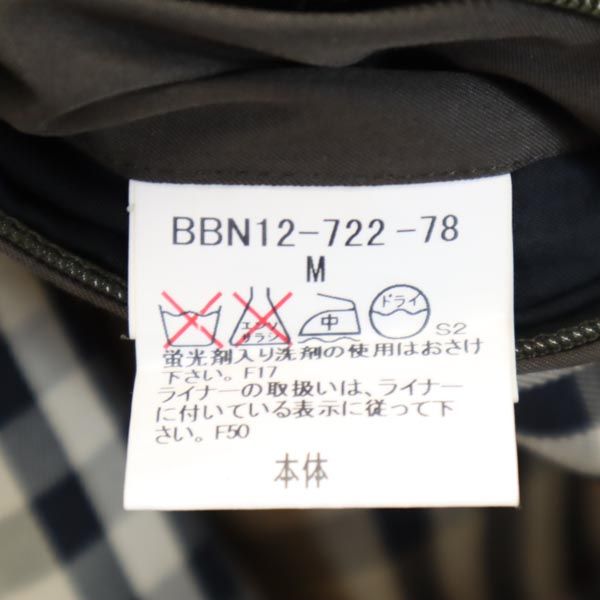 BBN12-722-78
M
エンソ サラシ 中 ドライ S2
蛍光剤入り洗剤の使用はおさけ
下さい。F17
ライナーの取扱いは、ライナー
に付いている表示に従って下
さい。F50
本体